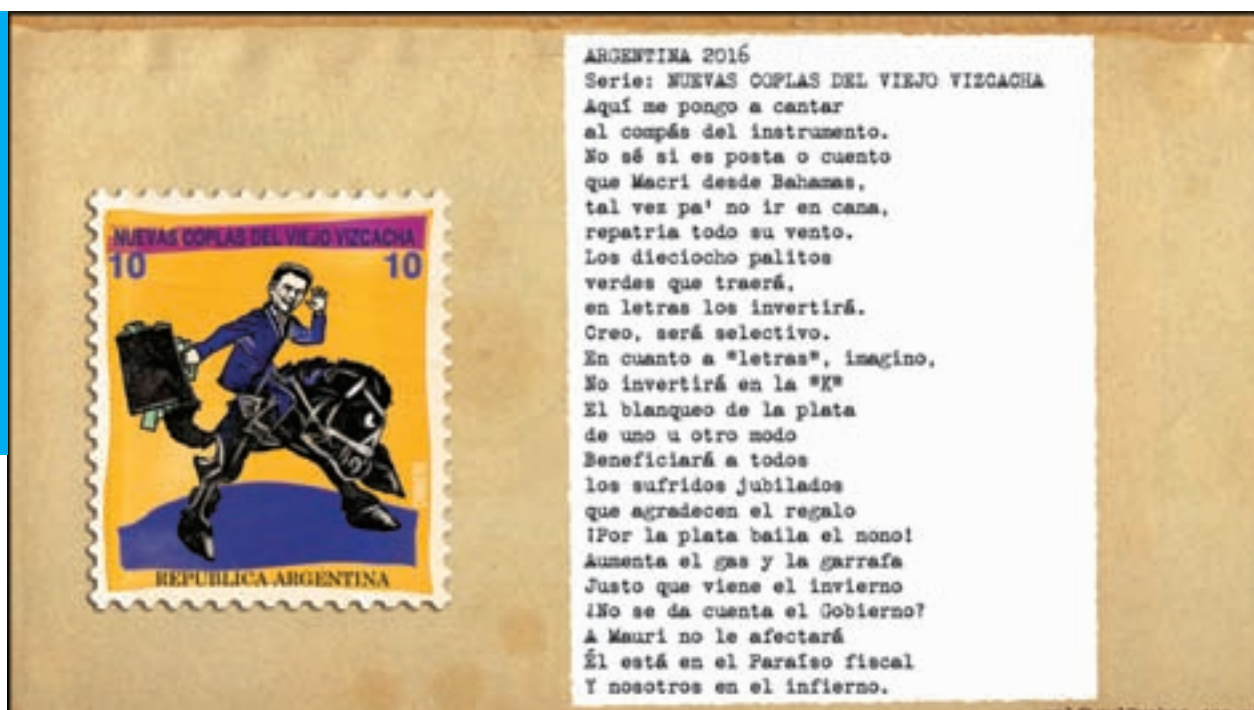 NUEVAS COPLAS DEL VIEJO VIZCACHA
10 10
REPUBLICA ARGENTINA
ARGENTINA 2016
Serie: NUEVAS COPLAS DEL VIEJO VIZCACHA
Aquí me pongo a cantar
al compás del instrumento.
No sé si es posta o cuento
que Macri desde Bahamas,
tal vez pa' no ir en cana,
repatria todo su vento.
Los dieciocho palitos
verdes que traerá,
en letras los invertirá.
Creo, será selectivo.
En cuanto a "letras", imagino,
No invertirá en la "K"
El blanqueo de la plata
de uno u otro modo
Beneficiará a todos
los sufridos jubilados
que agradecen el regalo
¡Por la plata baila el nono!
Aumenta el gas y la garrafa
Justo que viene el invierno
¿No se da cuenta el Gobierno?
A Mauri no le afectará
Él está en el Paraíso fiscal
Y nosotros en el infierno.